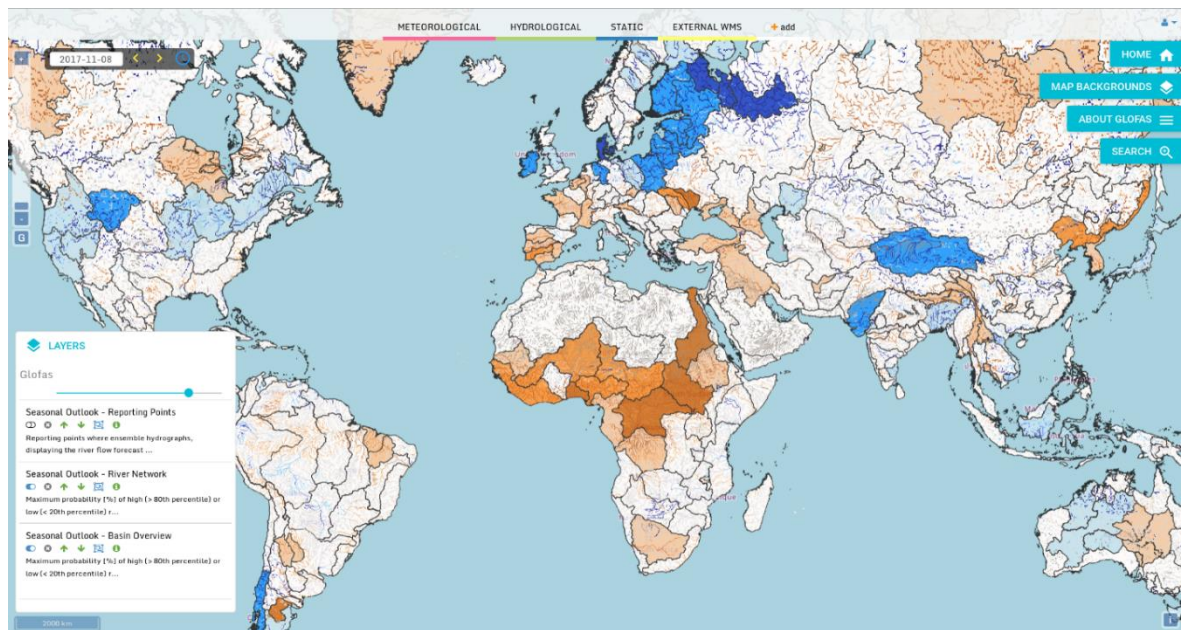 METEOROLOGICAL HYDROLOGICAL STATIC EXTERNAL WMS + add
2017-11-08
HOME
MAP BACKGROUNDS
ABOUT GLOFAS
SEARCH
G
LAYERS
Glofas
Seasonal Outlook - Reporting Points
Reporting points where ensemble hydrographs,
displaying the river flow forecast ...
Seasonal Outlook - River Network
Maximum probability [%] of high (> 80th percentile) or
low (< 20th percentile) r...
Seasonal Outlook - Basin Overview
Maximum probability [%] of high (> 80th percentile) or
low (< 20th percentile) r...
2000 km